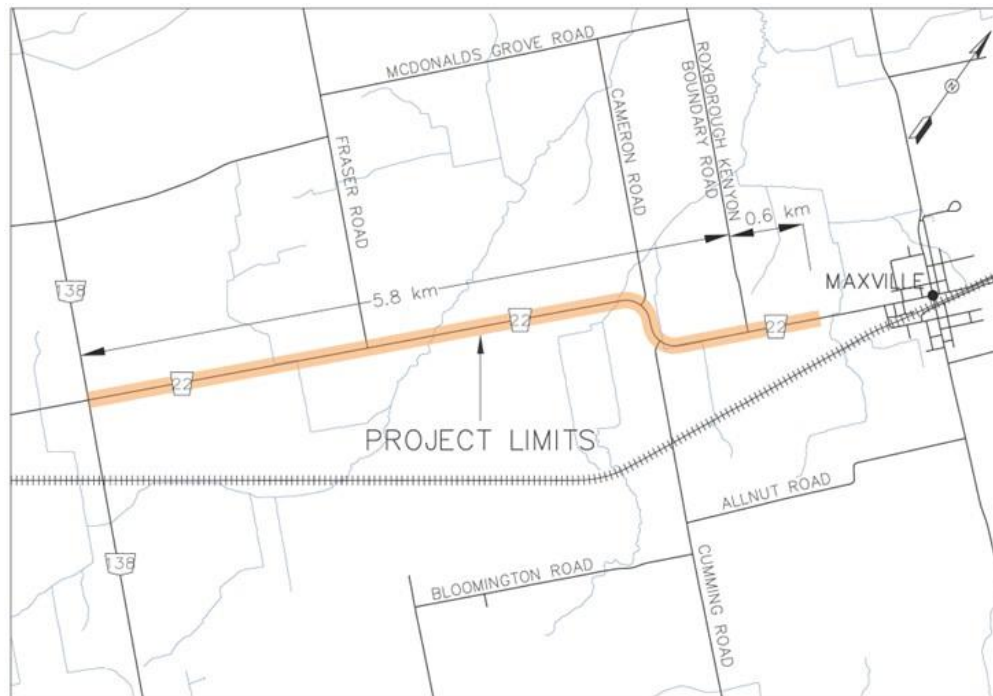 MCDONALDS GROVE ROAD
ROXBOROUGH KENYON
BOUNDARY ROAD
CAMERON ROAD
FRASER ROAD
N
0.6 km
138
5.8 km
MAXVILLE
22
22
22
PROJECT LIMITS
ALLNUT ROAD
138
BLOOMINGTON ROAD
CUMMING ROAD